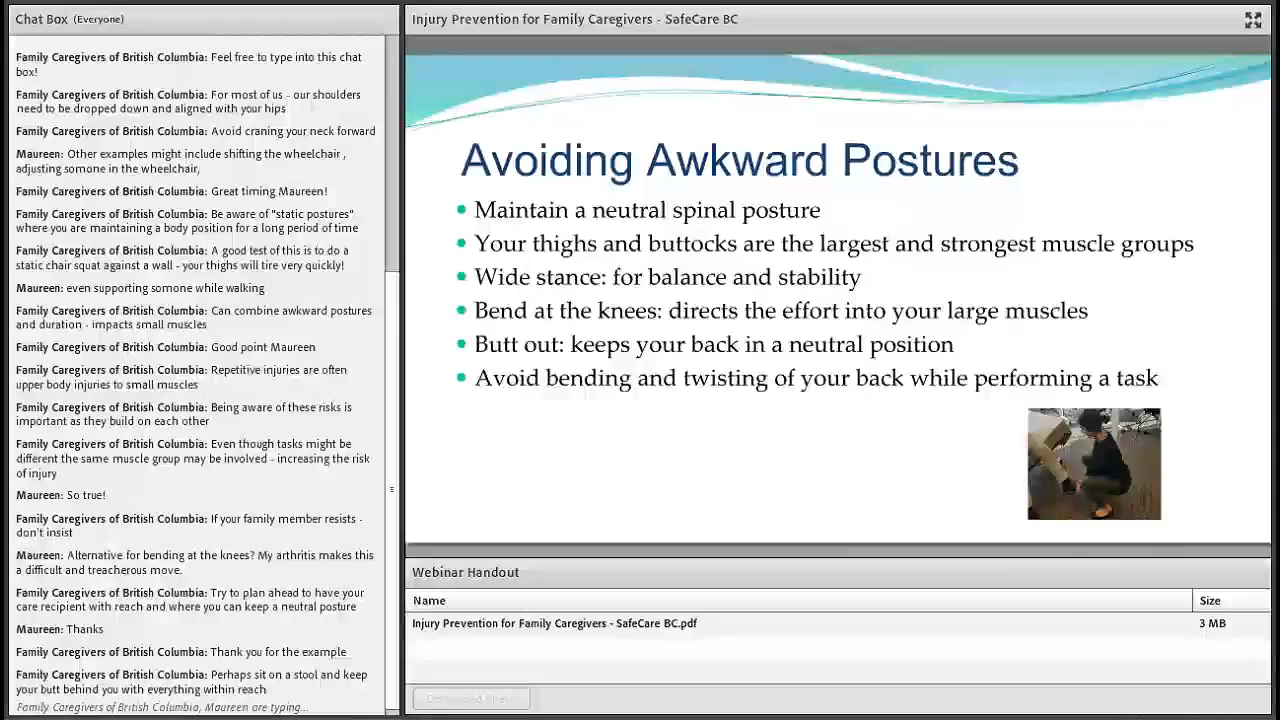 Chat Box (Everyone)
Family Caregivers of British Columbia: Feel free to type into this chat
box!
Family Caregivers of British Columbia: For most of us - our shoulders
need to be dropped down and aligned with your hips
Family Caregivers of British Columbia: Avoid craning your neck forward
Maureen: Other examples might include shifting the wheelchair ,
adjusting somone in the wheelchair,
Family Caregivers of British Columbia: Great timing Maureen!
Family Caregivers of British Columbia: Be aware of "static postures"
where you are maintaining a body position for a long period of time
Family Caregivers of British Columbia: A good test of this is to do a
static chair squat against a wall - your thighs will tire very quickly!
Maureen: even supporting somone while walking
Family Caregivers of British Columbia: Can combine awkward postures
and duration - impacts small muscles
Family Caregivers of British Columbia: Good point Maureen
Family Caregivers of British Columbia: Repetitive injuries are often
upper body injuries to small muscles
Family Caregivers of British Columbia: Being aware of these risks is
important as they build on each other
Family Caregivers of British Columbia: Even though tasks might be
different the same muscle group may be involved - increasing the risk
of injury
Maureen: So true!
Family Caregivers of British Columbia: If your family member resists -
don't insist
Maureen: Alternative for bending at the knees? My arthritis makes this
a difficult and treacherous move.
Family Caregivers of British Columbia: Try to plan ahead to have your
care recipient with reach and where you can keep a neutral posture
Maureen: Thanks
Family Caregivers of British Columbia: Thank you for the example
Family Caregivers of British Columbia: Perhaps sit on a stool and keep
your butt behind you with everything within reach
Family Caregivers of British Columbia, Maureen are typing...
Injury Prevention for Family Caregivers - SafeCare BC
Avoiding Awkward Postures
• Maintain a neutral spinal posture
• Your thighs and buttocks are the largest and strongest muscle groups
• Wide stance: for balance and stability
• Bend at the knees: directs the effort into your large muscles
• Butt out: keeps your back in a neutral position
• Avoid bending and twisting of your back while performing a task
Webinar Handout
Name Size
Injury Prevention for Family Caregivers - SafeCare BC.pdf 3 MB